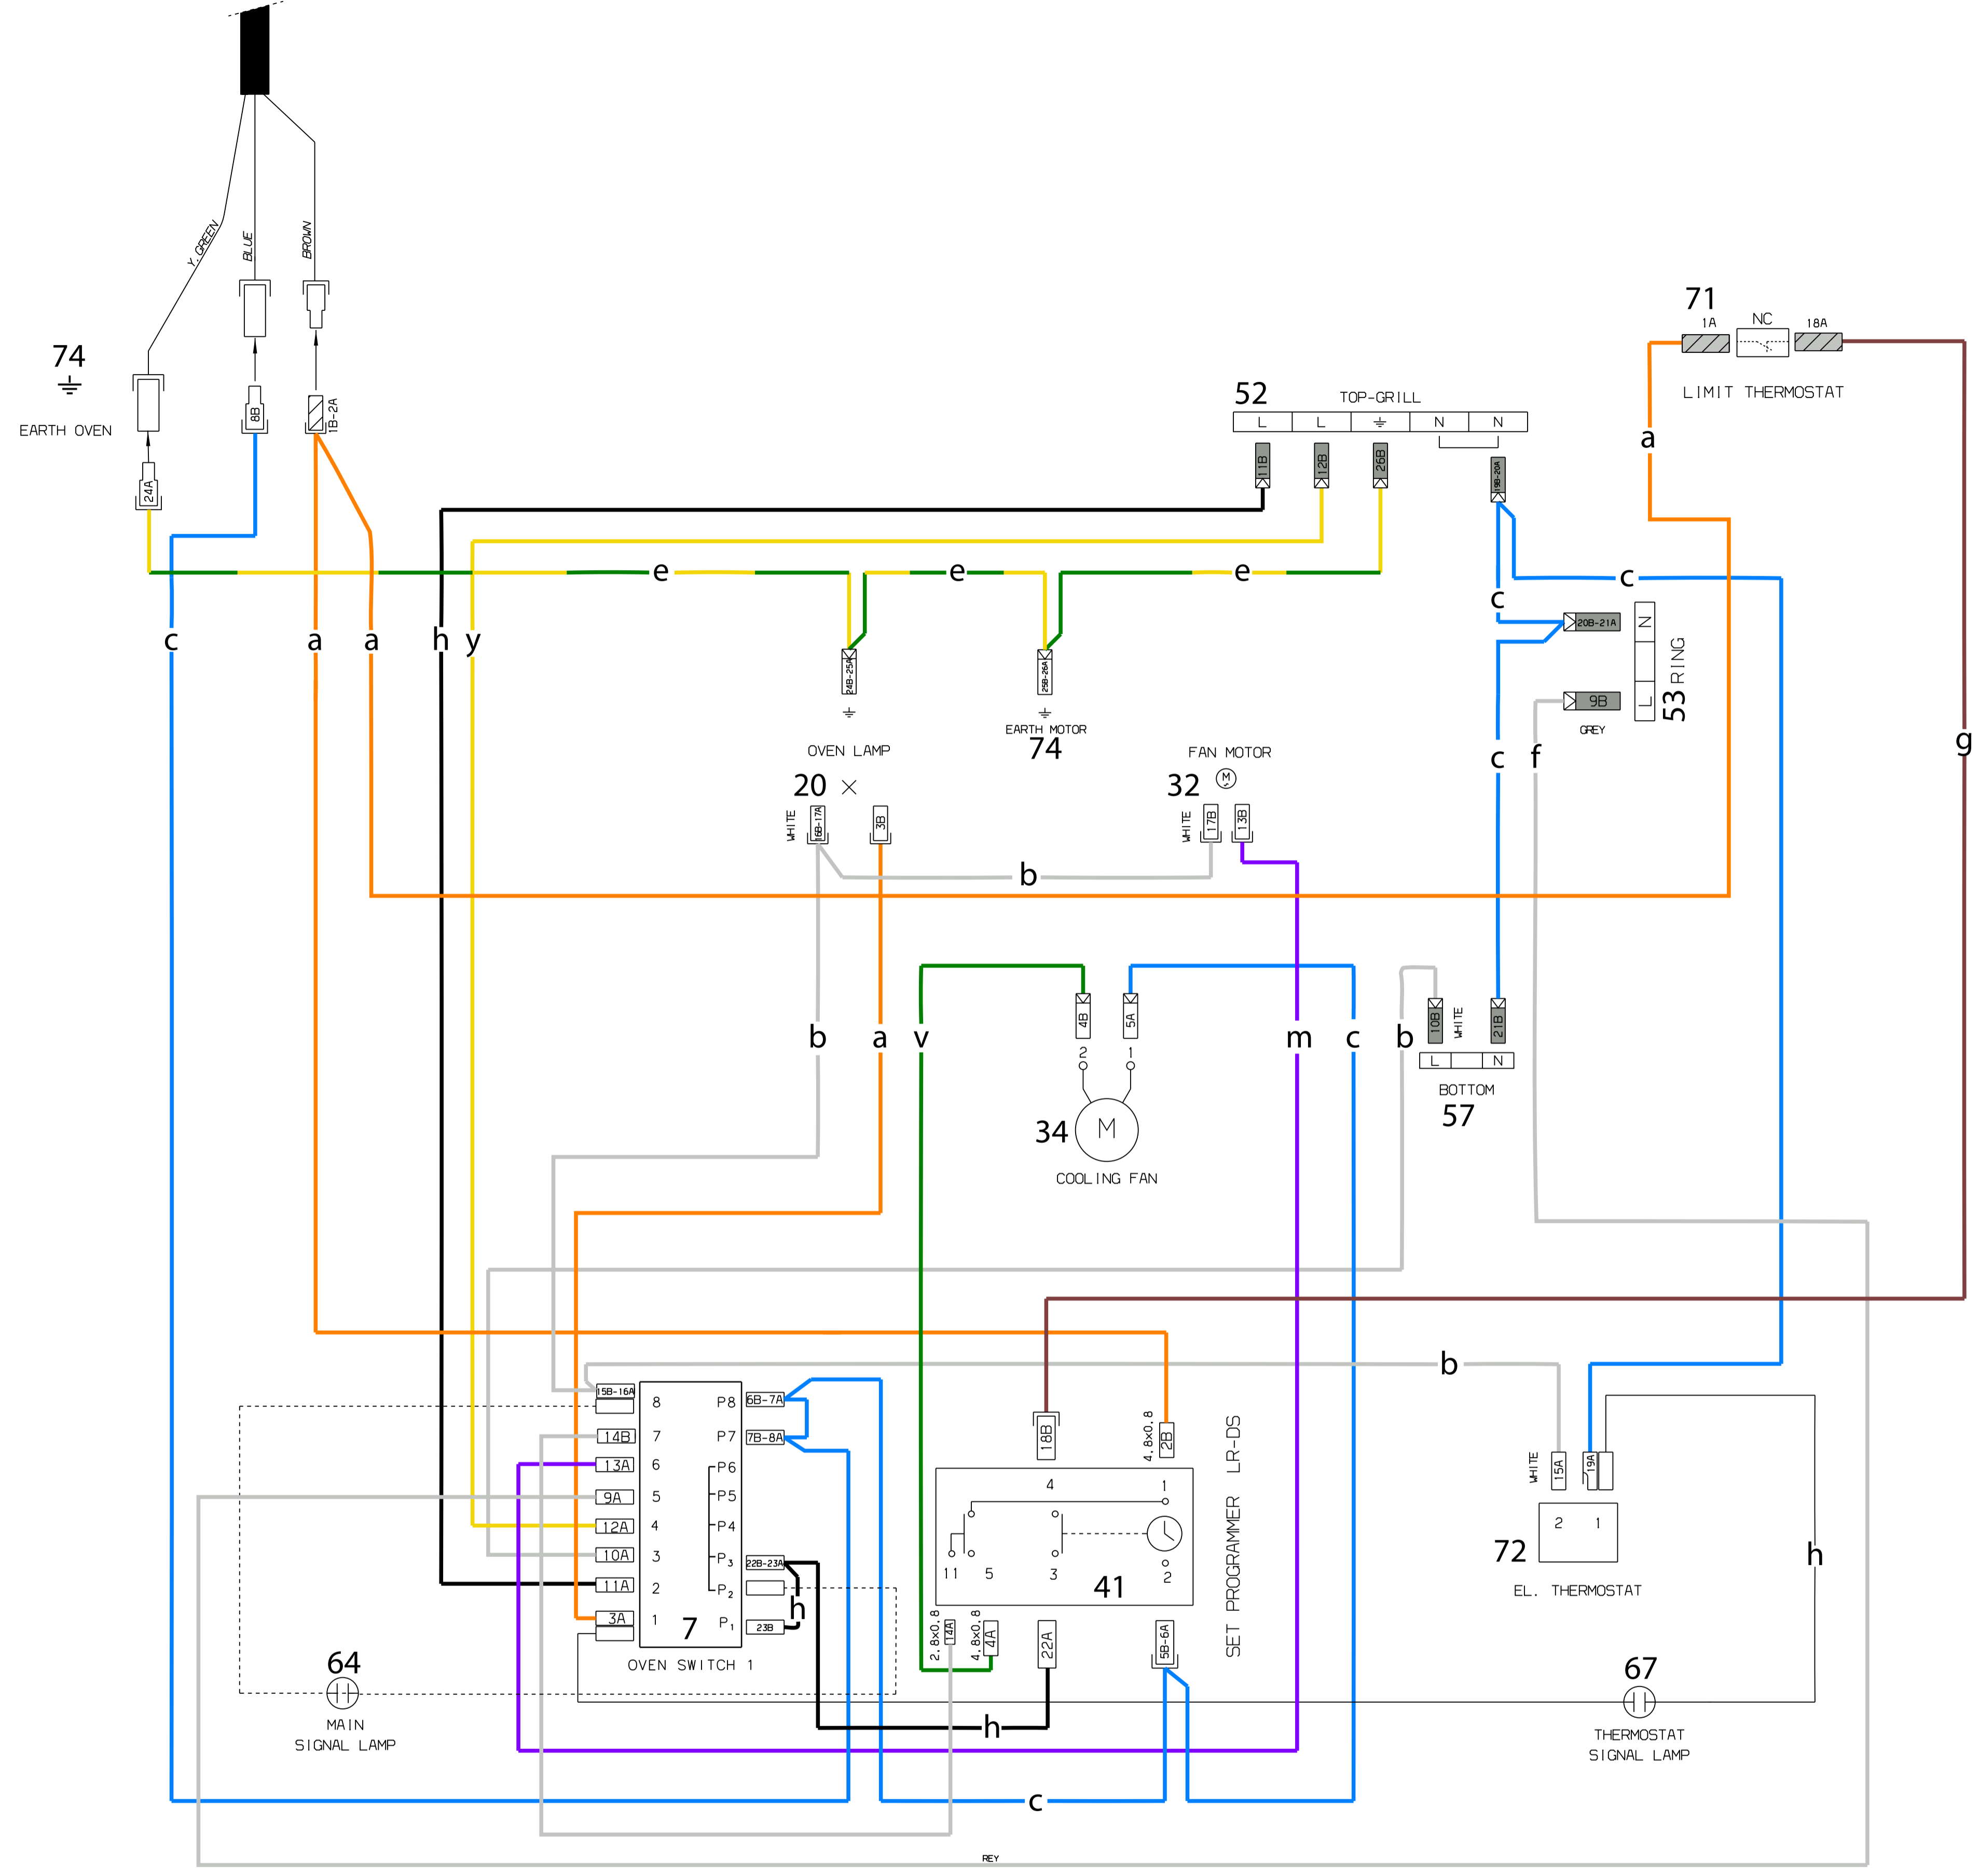 Y.GREEN
BLUE
BROWN
74
EARTH OVEN
24A
8B
1B-2A
52
TOP-GRILL
L L N N
11B
12B
26B
19B-20A
71
1A
NC
18A
LIMIT THERMOSTAT
a
e e e
c
c
c a a h y
20B-21A
9B
GREY
N
L
RING
53
24B-25A
25B-26A
EARTH MOTOR
74
OVEN LAMP
20
WHITE
16B-17A
3B
FAN MOTOR
32
M
WHITE
17B
13B
c
f
g
b
b a v m c b
4B
5A
2 1
M
34
COOLING FAN
10B
WHITE
21B
L N
BOTTOM
57
b
15B-16A
14B
13A
9A
12A
10A
11A
3A
8 P8
7 P7
6 P6
5 P5
4 P4
3 P3
2 P2
1 P1
6B-7A
7B-8A
22B-23A
23B
h
7
OVEN SWITCH 1
18B
4.8x0.8
2B
4 1
11 5 3 2
41
SET PROGRAMMER LR-DS
2.8x0.8
14A
4.8x0.8
4A
22A
5B-6A
WHITE
15A
19A
2 1
72
EL. THERMOSTAT
h
64
MAIN
SIGNAL LAMP
67
THERMOSTAT
SIGNAL LAMP
h
c
REY